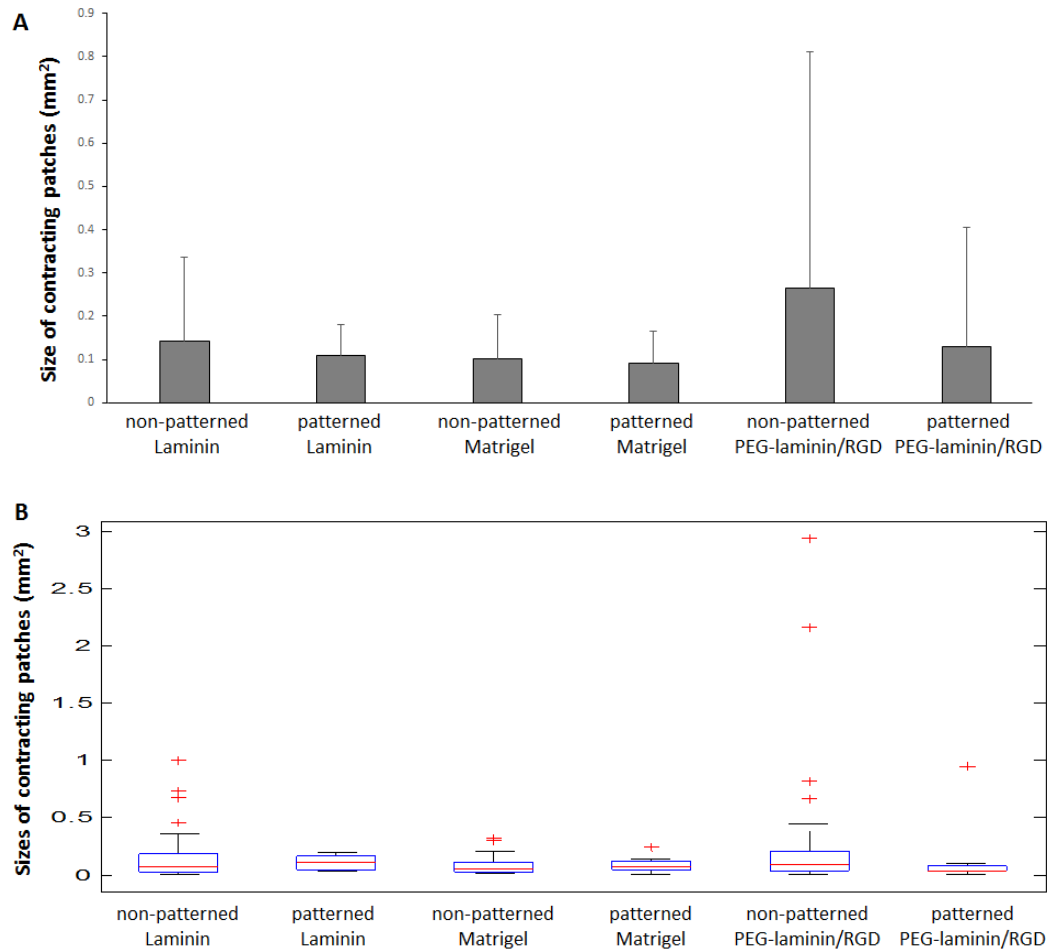 A
Size of contracting patches (mm²)
0.9
0.8
0.7
0.6
0.5
0.4
0.3
0.2
0.1
0
non-patterned
Laminin
patterned
Laminin
non-patterned
Matrigel
patterned
Matrigel
non-patterned
PEG-laminin/RGD
patterned
PEG-laminin/RGD
B
Sizes of contracting patches (mm²)
3
2.5
2
1.5
1
0.5
0
non-patterned
Laminin
patterned
Laminin
non-patterned
Matrigel
patterned
Matrigel
non-patterned
PEG-laminin/RGD
patterned
PEG-laminin/RGD